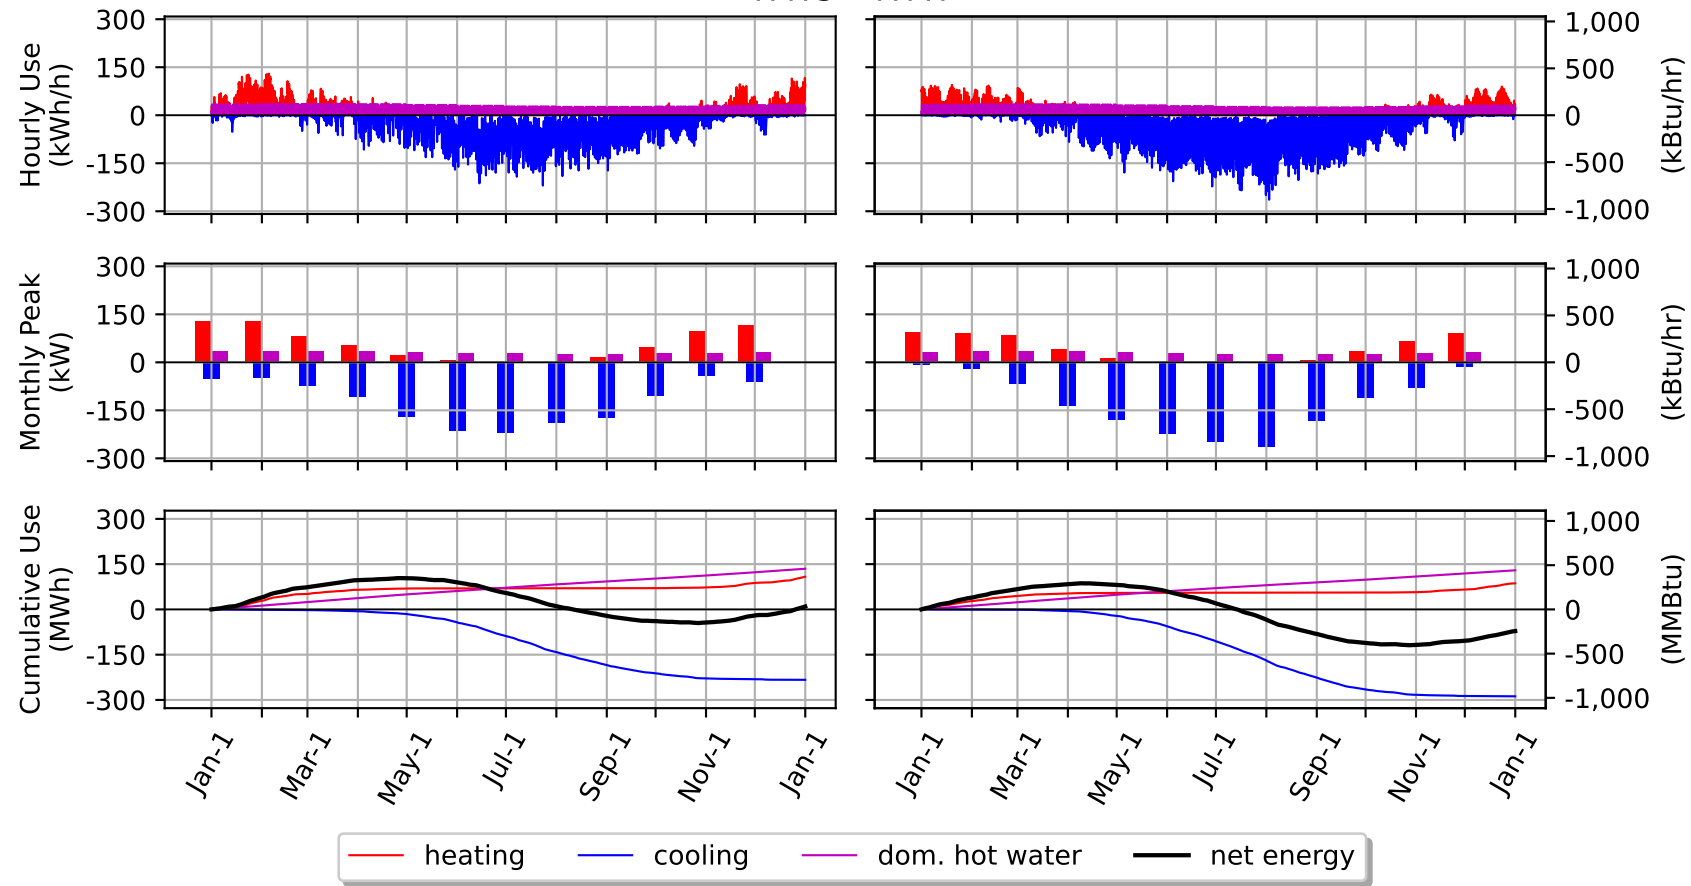 Hourly Use
(kWh/h)
300
150
0
-150
-300
1,000
500
0
-500
-1,000
(kBtu/hr)
Monthly Peak
(kW)
300
150
0
-150
-300
1,000
500
0
-500
-1,000
(kBtu/hr)
Cumulative Use
(MWh)
300
150
0
-150
-300
1,000
500
0
-500
-1,000
(MMBtu)
Jan-1
Mar-1
May-1
Jul-1
Sep-1
Nov-1
Jan-1
Jan-1
Mar-1
May-1
Jul-1
Sep-1
Nov-1
Jan-1
heating
cooling
dom. hot water
net energy